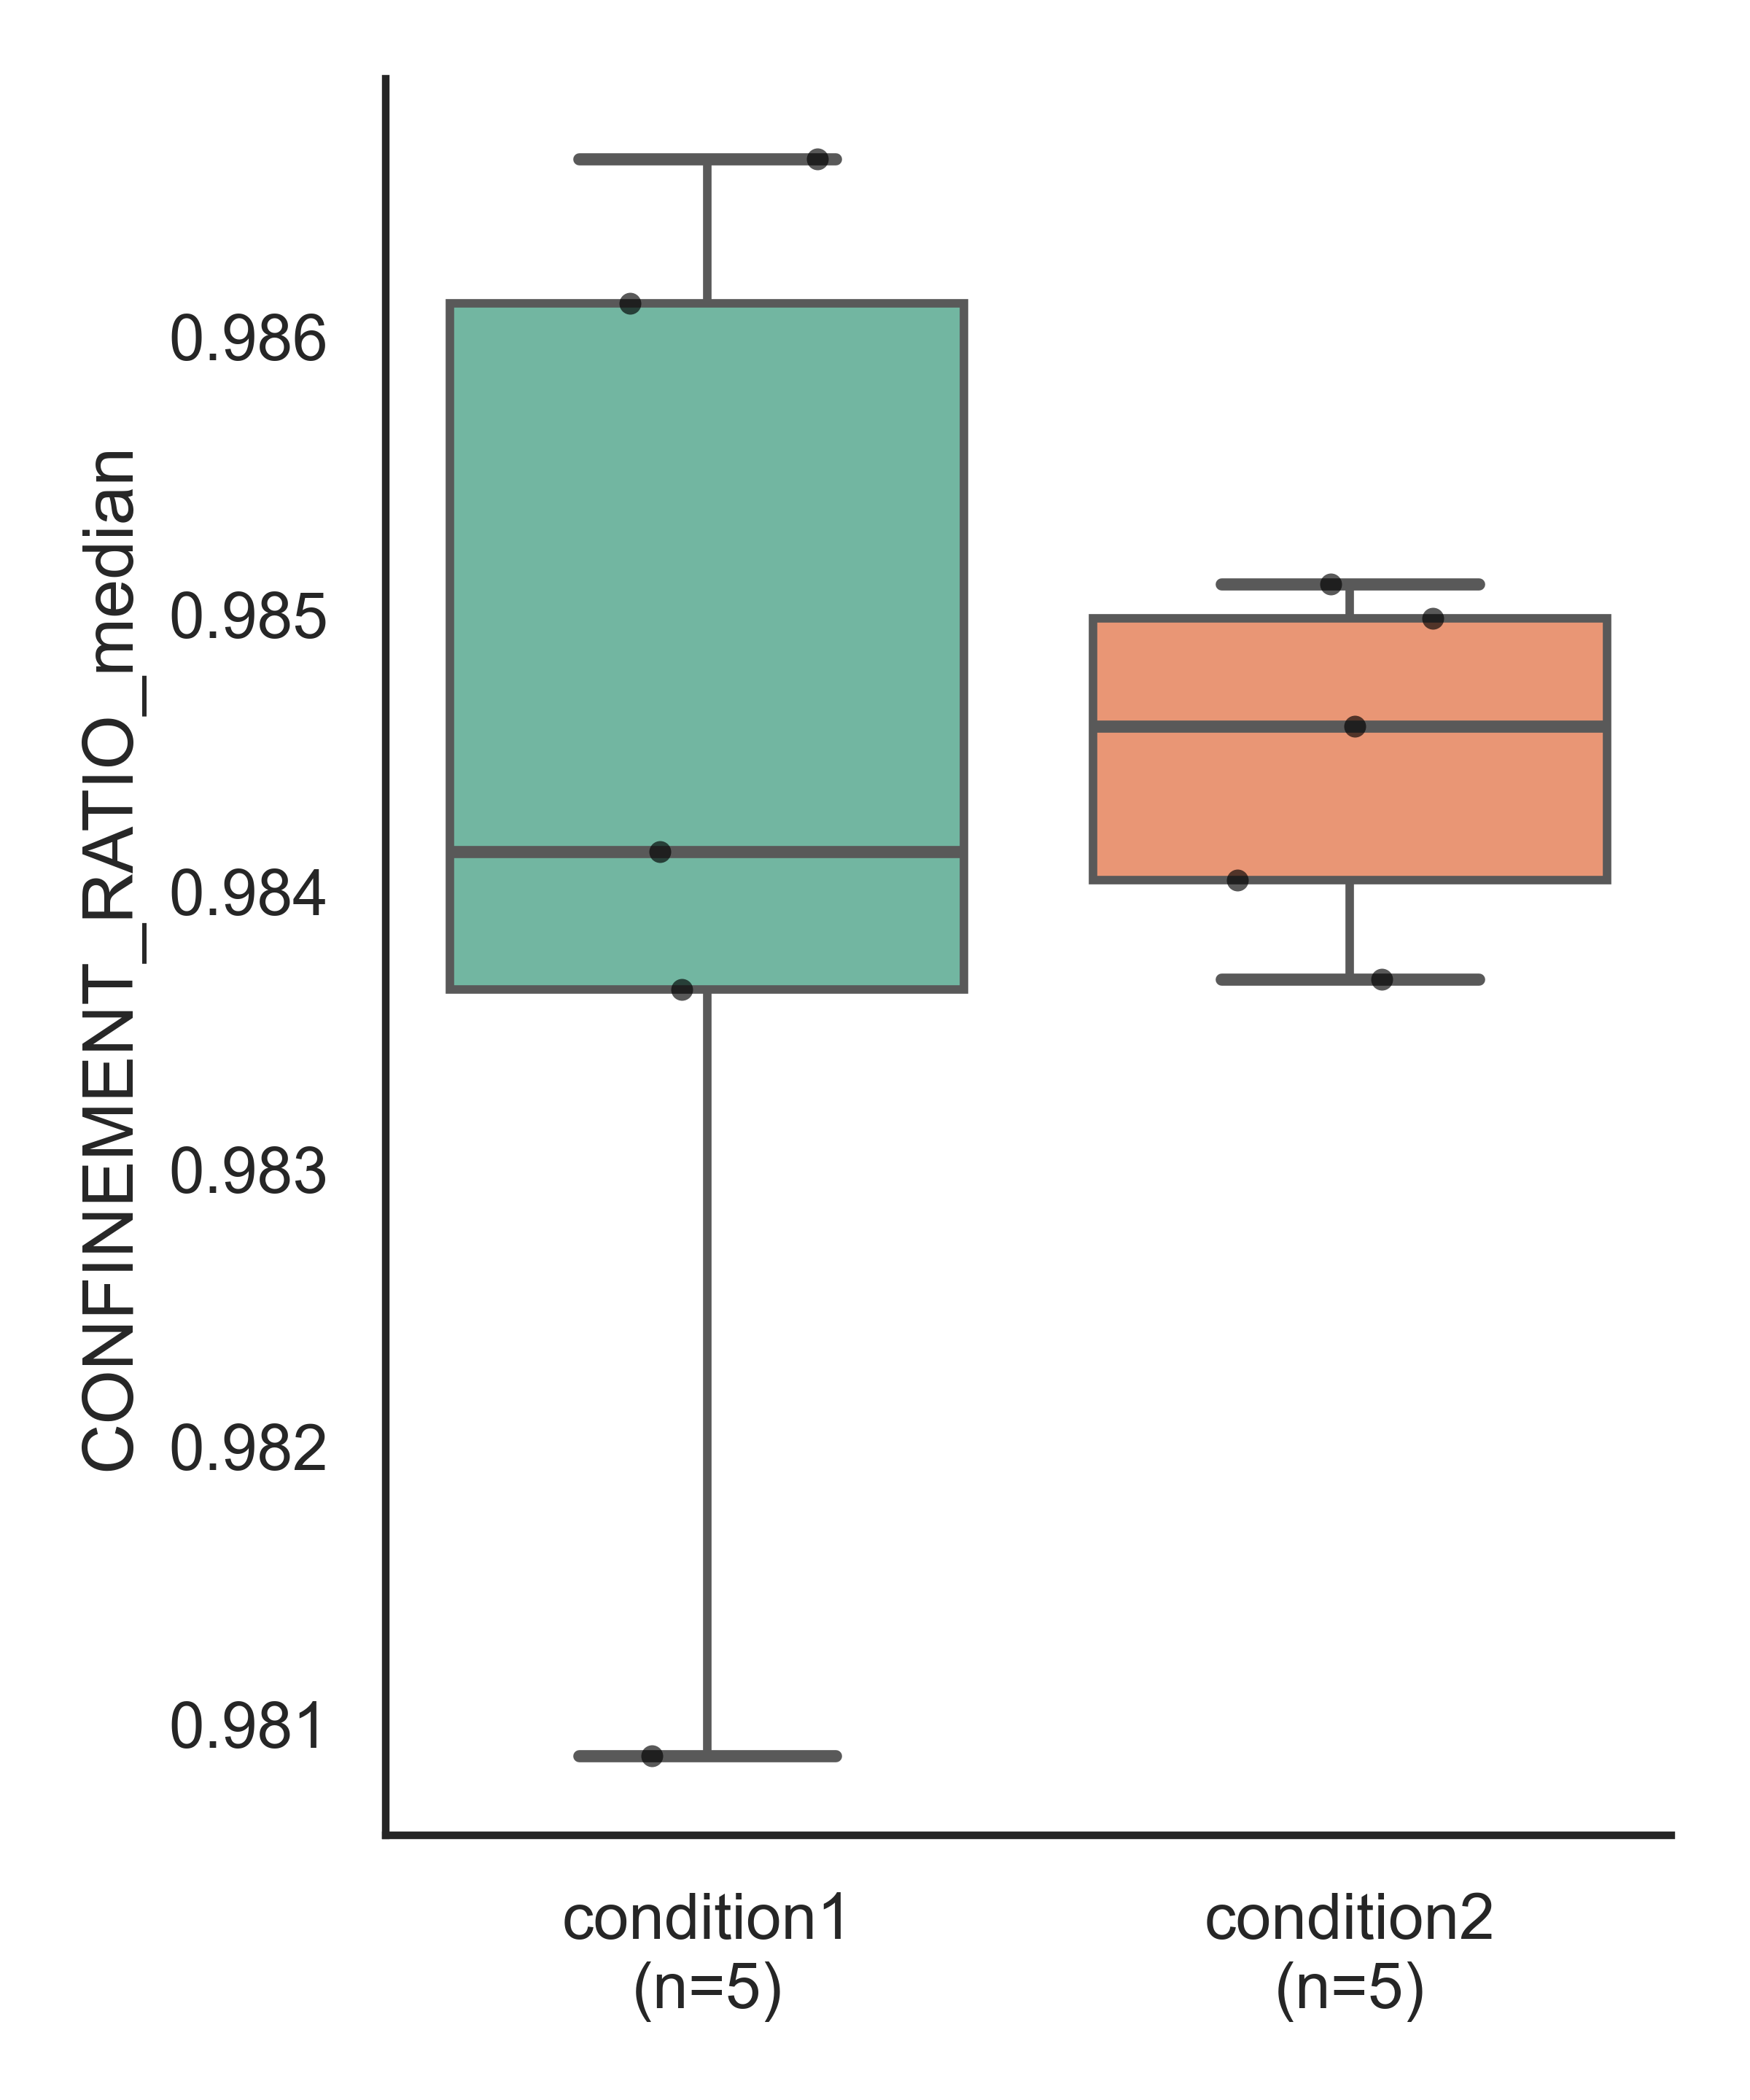 CONFINEMENT_RATIO_median
0.986
0.985
0.984
0.983
0.982
0.981
condition1
(n=5)
condition2
(n=5)